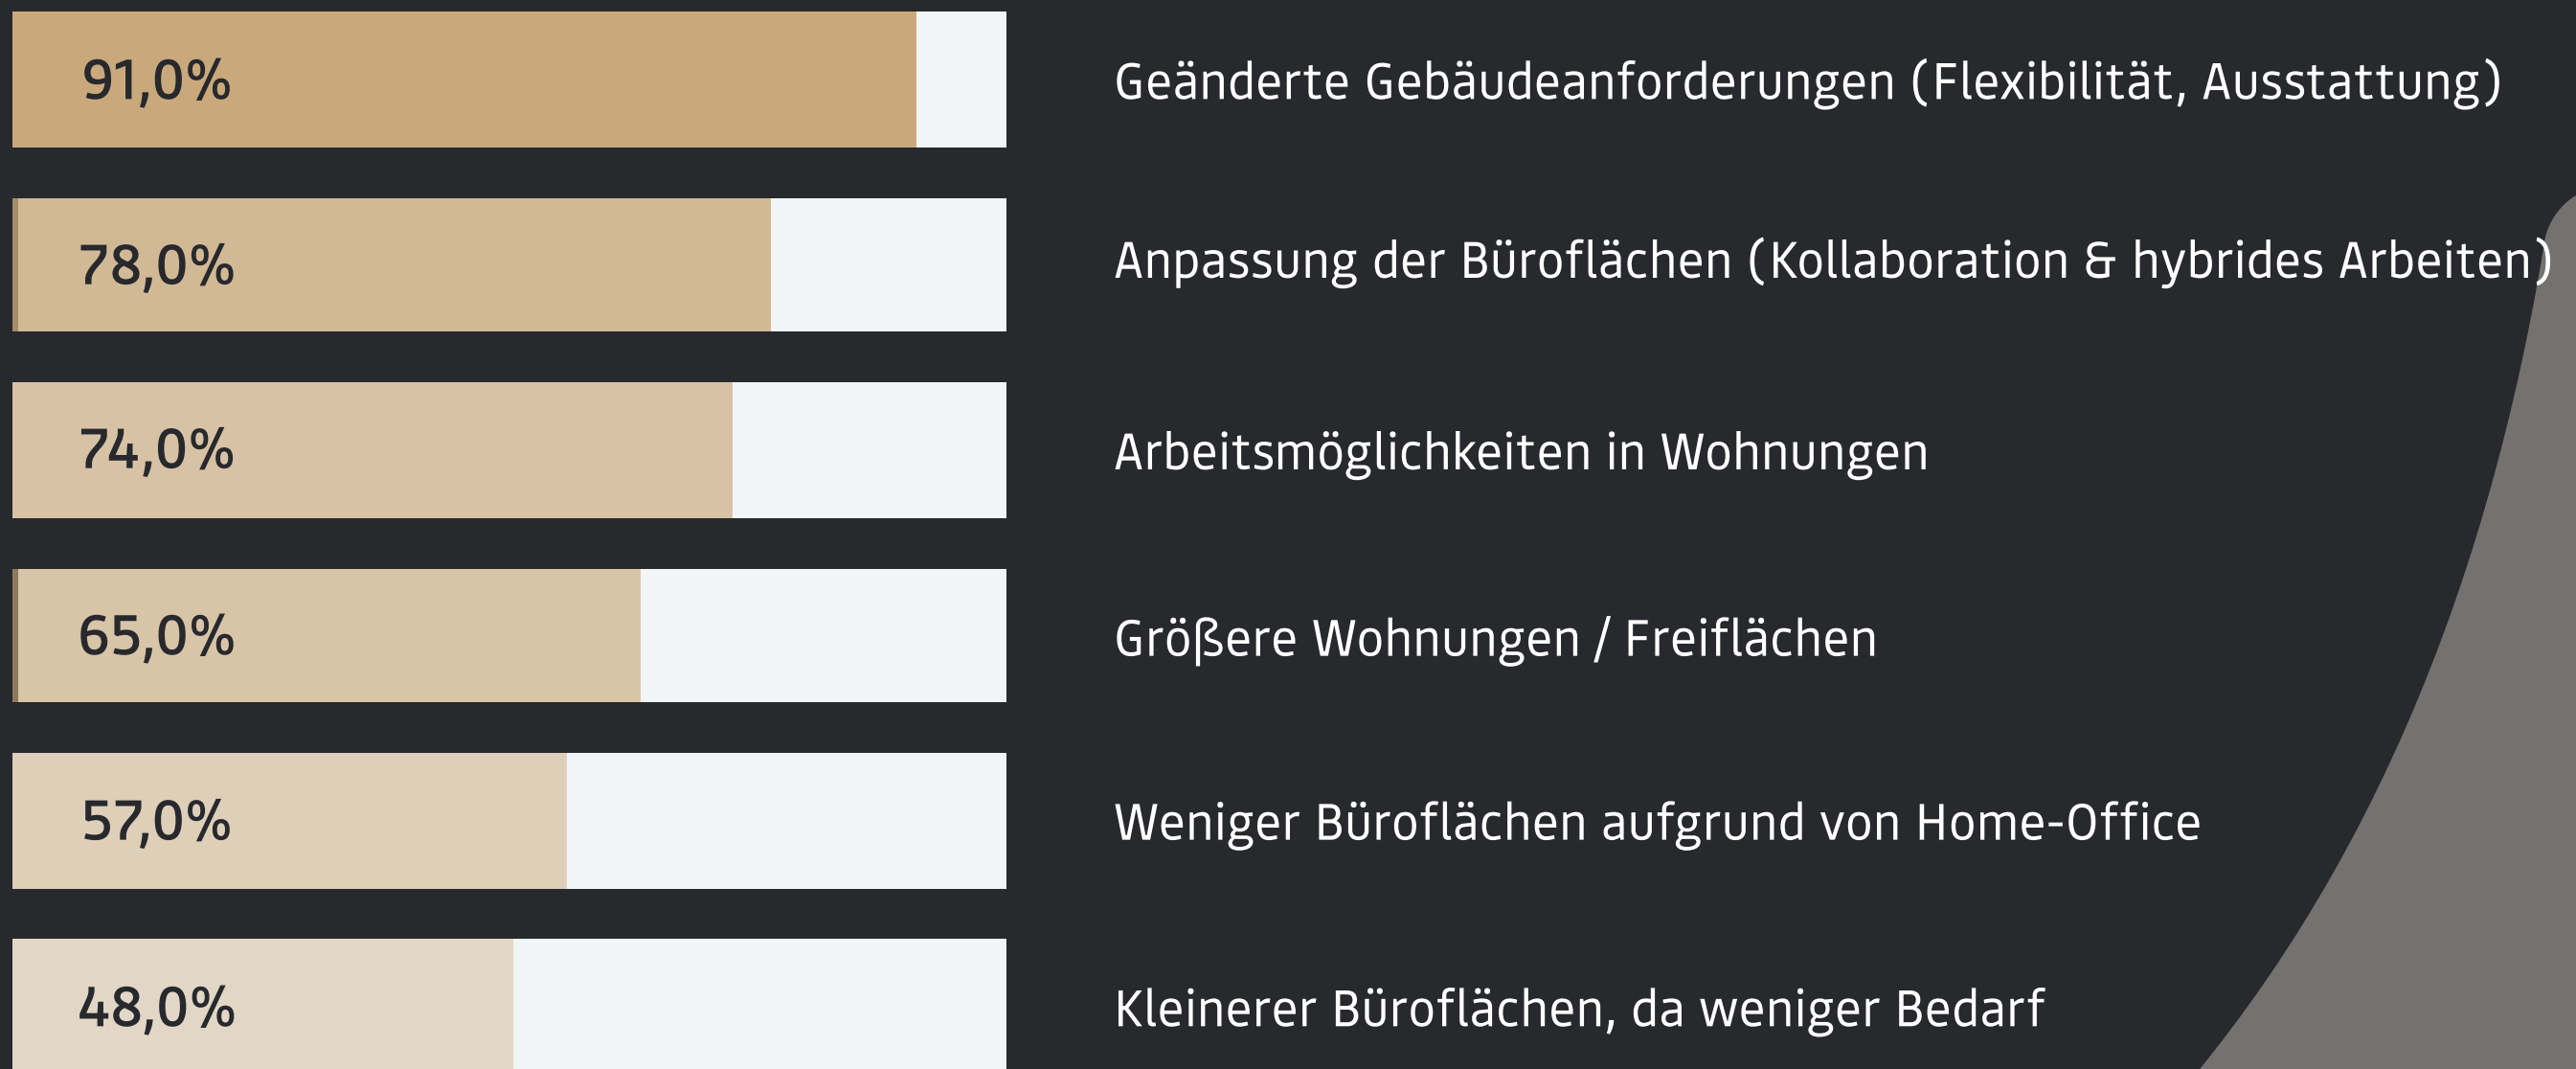 91,0% Geänderte Gebäudeanforderungen (Flexibilität, Ausstattung)
78,0% Anpassung der Büroflächen (Kollaboration & hybrides Arbeiten)
74,0% Arbeitsmöglichkeiten in Wohnungen
65,0% Größere Wohnungen / Freiflächen
57,0% Weniger Büroflächen aufgrund von Home-Office
48,0% Kleinerer Büroflächen, da weniger Bedarf